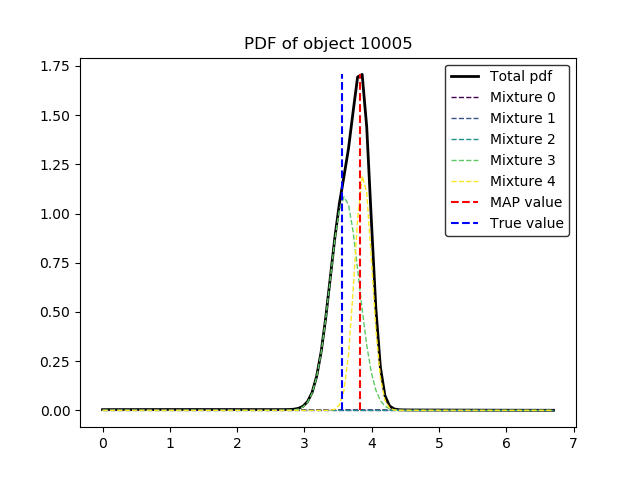 PDF of object 10005
1.75
1.50
1.25
1.00
0.75
0.50
0.25
0.00
0 1 2 3 4 5 6 7
Total pdf
Mixture 0
Mixture 1
Mixture 2
Mixture 3
Mixture 4
MAP value
True value